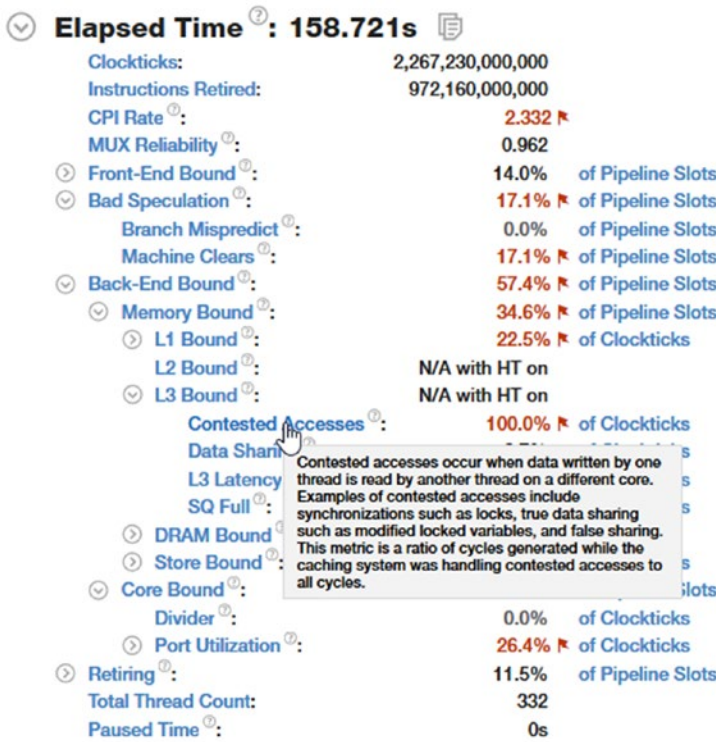 Elapsed Time ?: 158.721s
Clockticks: 2,267,230,000,000
Instructions Retired: 972,160,000,000
CPI Rate ?: 2.332
MUX Reliability ?: 0.962
Front-End Bound ?: 14.0% of Pipeline Slots
Bad Speculation ?: 17.1% of Pipeline Slots
Branch Mispredict ?: 0.0% of Pipeline Slots
Machine Clears ?: 17.1% of Pipeline Slots
Back-End Bound ?: 57.4% of Pipeline Slots
Memory Bound ?: 34.6% of Pipeline Slots
L1 Bound ?: 22.5% of Clockticks
L2 Bound ?: N/A with HT on
L3 Bound ?: N/A with HT on
Contested Accesses ?: 100.0% of Clockticks
Data Shari
L3 Latency
SQ Full ?:
DRAM Bound
Store Bound ?:
Contested accesses occur when data written by one
thread is read by another thread on a different core.
Examples of contested accesses include
synchronizations such as locks, true data sharing
such as modified locked variables, and false sharing.
This metric is a ratio of cycles generated while the
caching system was handling contested accesses to
all cycles.
Core Bound ?:
Divider ?: 0.0% of Clockticks
Port Utilization ?: 26.4% of Clockticks
Retiring ?: 11.5% of Pipeline Slots
Total Thread Count: 332
Paused Time ?: 0s